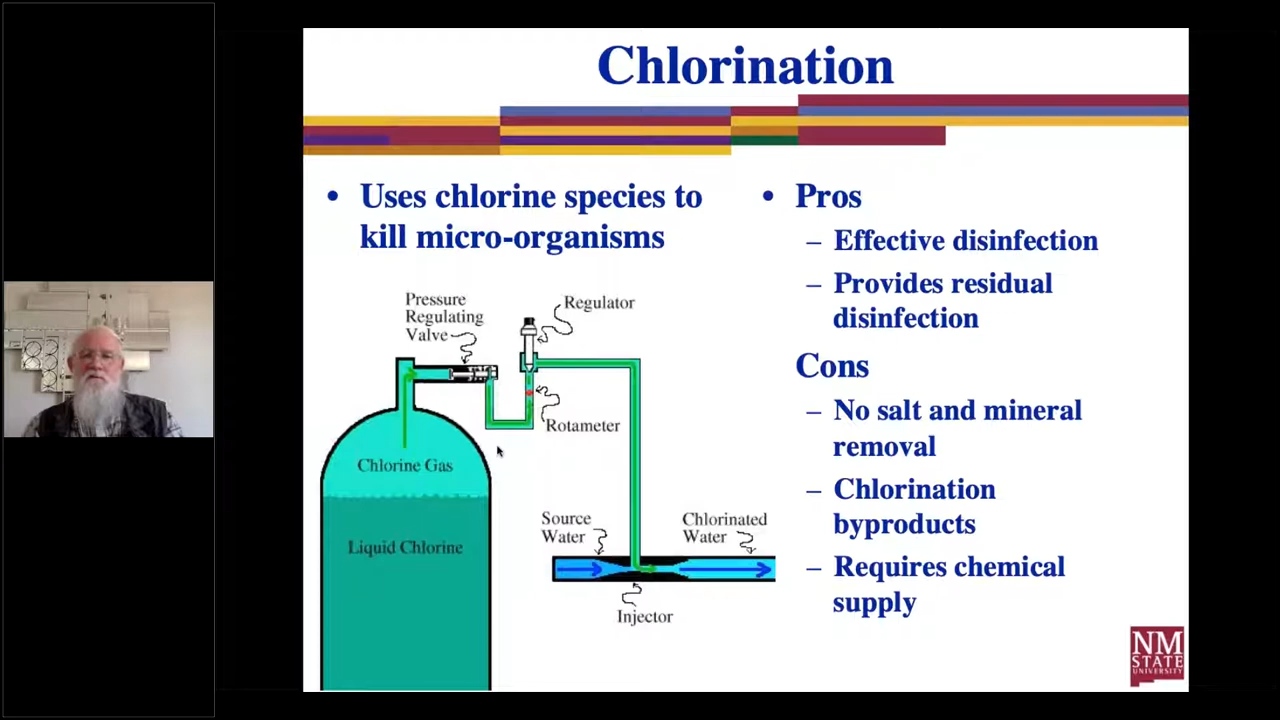 Chlorination
• Uses chlorine species to
kill micro-organisms
Pressure
Regulating
Valve
Regulator
Rotameter
Chlorine Gas
Liquid Chlorine
Source
Water
Chlorinated
Water
Injector
• Pros
– Effective disinfection
– Provides residual
disinfection
Cons
– No salt and mineral
removal
– Chlorination
byproducts
– Requires chemical
supply
NM
STATE
UNIVERSITY